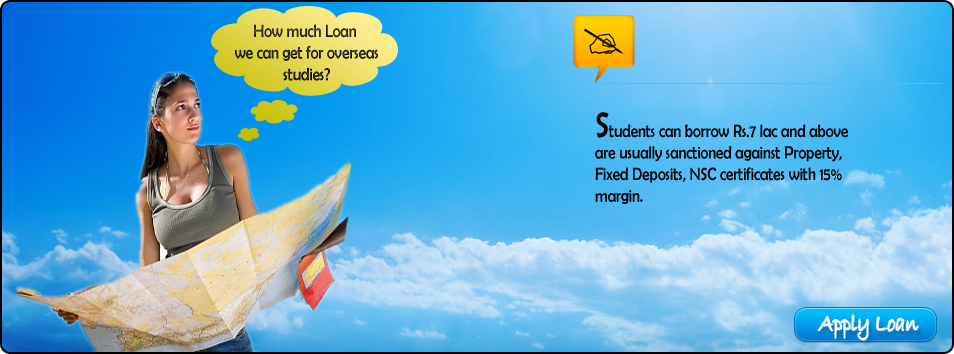 How much Loan
we can get for overseas
studies?
Students can borrow Rs.7 lac and above
are usually sanctioned against Property,
Fixed Deposits, NSC certificates with 15%
margin.
Apply Loan